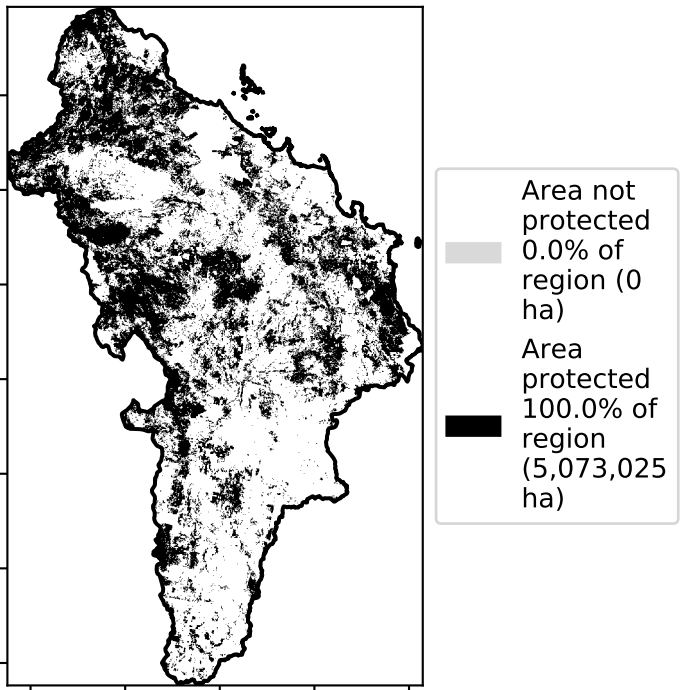 Area not
protected
0.0% of
region (0
ha)
Area
protected
100.0% of
region
(5,073,025
ha)